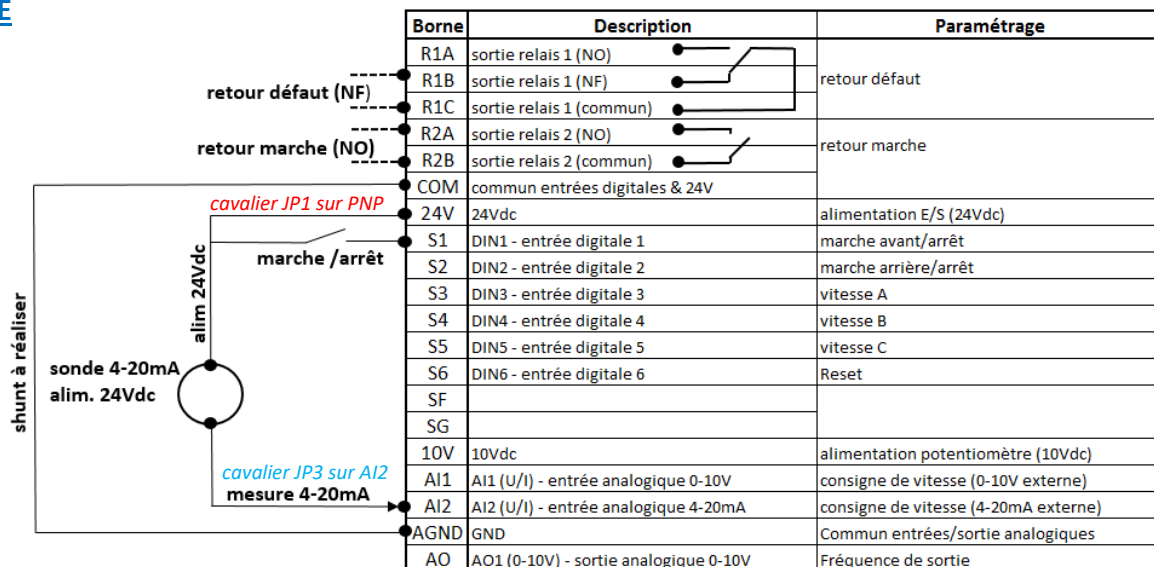 E
Borne Description Paramétrage
R1A sortie relais 1 (NO)
R1B sortie relais 1 (NF) retour défaut
retour défaut (NF)
R1C sortie relais 1 (commun)
R2A sortie relais 2 (NO)
retour marche (NO) retour marche
R2B sortie relais 2 (commun)
COM commun entrées digitales & 24V
cavalier JP1 sur PNP
24V 24Vdc alimentation E/S (24Vdc)
S1 DIN1 - entrée digitale 1 marche avant/arrêt
marche /arrêt
S2 DIN2 - entrée digitale 2 marche arrière/arrêt
alim 24Vdc
S3 DIN3 - entrée digitale 3 vitesse A
S4 DIN4 - entrée digitale 4 vitesse B
shunt à réaliser
S5 DIN5 - entrée digitale 5 vitesse C
sonde 4-20mA
S6 DIN6 - entrée digitale 6 Reset
alim. 24Vdc
SF
SG
10V 10Vdc alimentation potentiomètre (10Vdc)
cavalier JP3 sur AI2
AI1 AI1 (U/I) - entrée analogique 0-10V consigne de vitesse (0-10V externe)
mesure 4-20mA
AI2 AI2 (U/I) - entrée analogique 4-20mA consigne de vitesse (4-20mA externe)
AGND GND Commun entrées/sortie analogiques
AO AO1 (0-10V) - sortie analogique 0-10V Fréquence de sortie